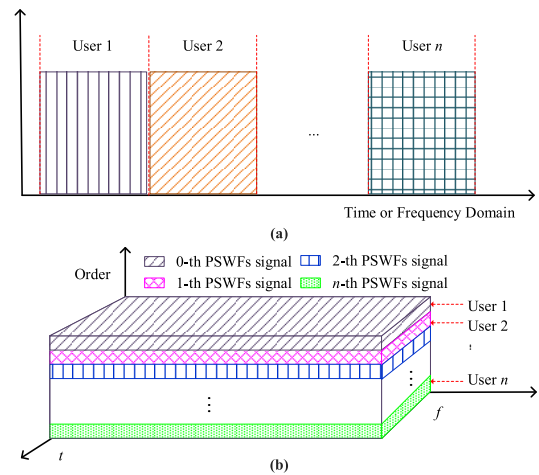 User 1 User 2 User n
...
Time or Frequency Domain
(a)
Order
0-th PSWFs signal 2-th PSWFs signal
1-th PSWFs signal n-th PSWFs signal
User 1
User 2
...
User n
...
f
t
(b)